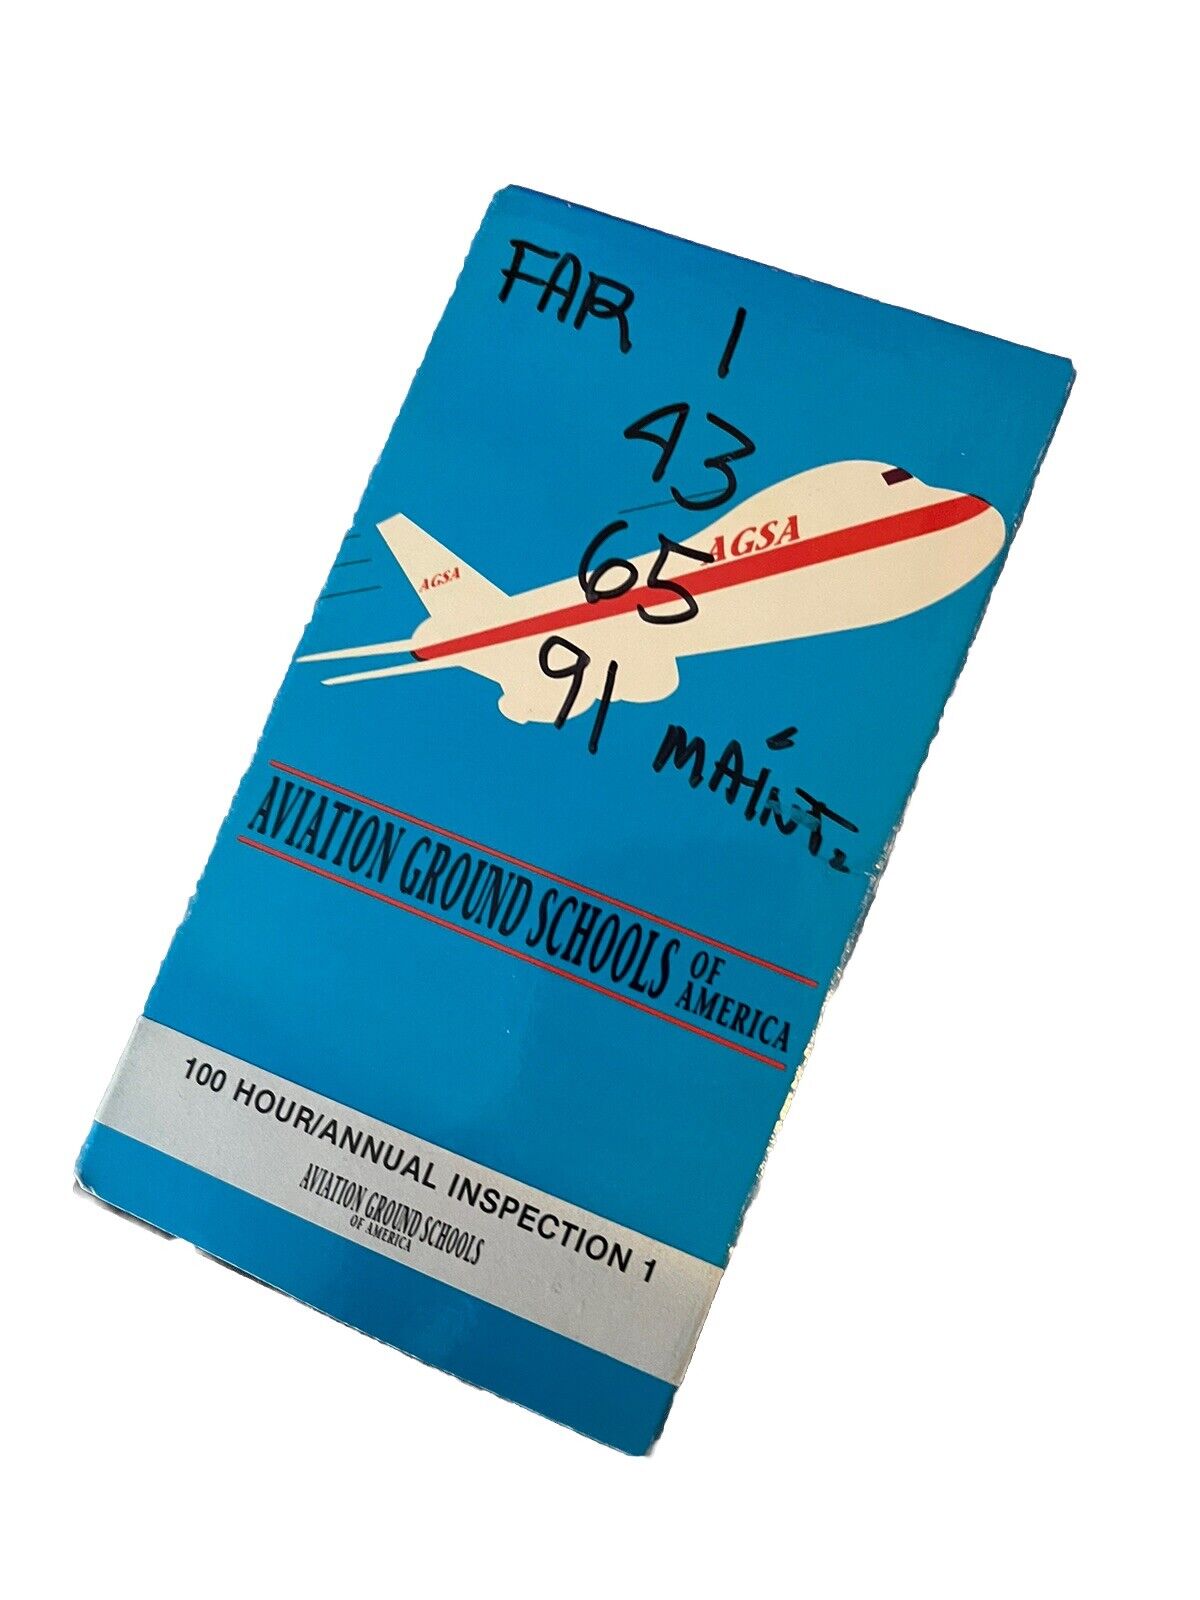 FAR 1
43
65
91 MAINT.
AGSA
AGSA
AVIATION GROUND SCHOOLS OF AMERICA
100 HOUR/ANNUAL INSPECTION 1
AVIATION GROUND SCHOOLS
OF AMERICA